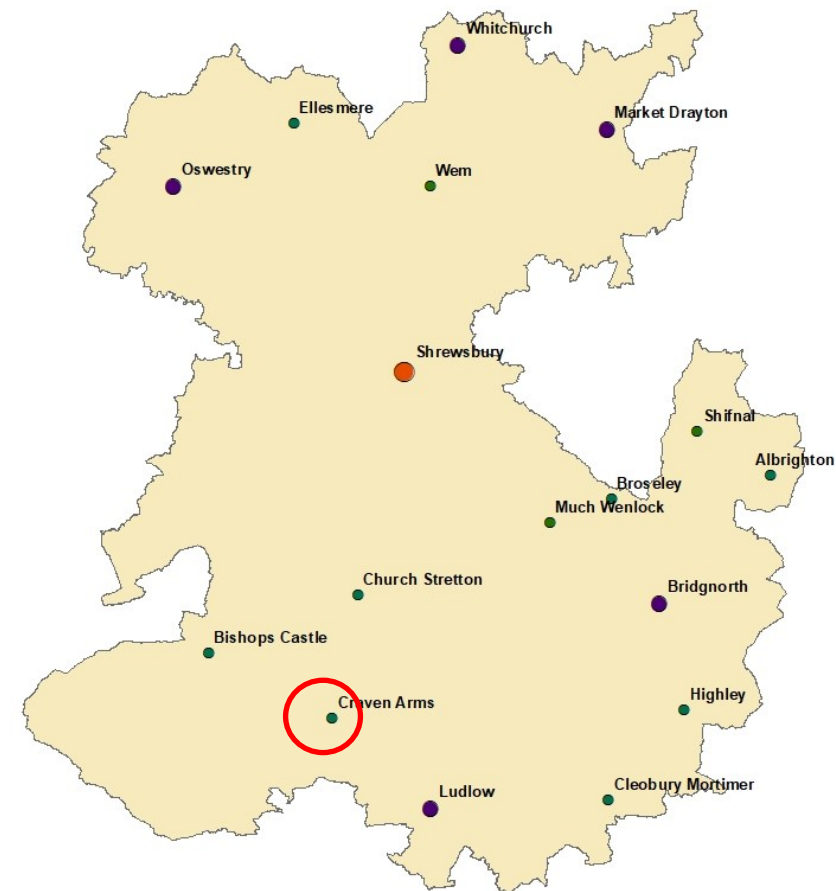 Whitchurch
Ellesmere
Market Drayton
Oswestry
Wem
Shrewsbury
Shifnal
Albrighton
Broseley
Much Wenlock
Church Stretton
Bridgnorth
Bishops Castle
Craven Arms
Highley
Ludlow
Cleobury Mortimer